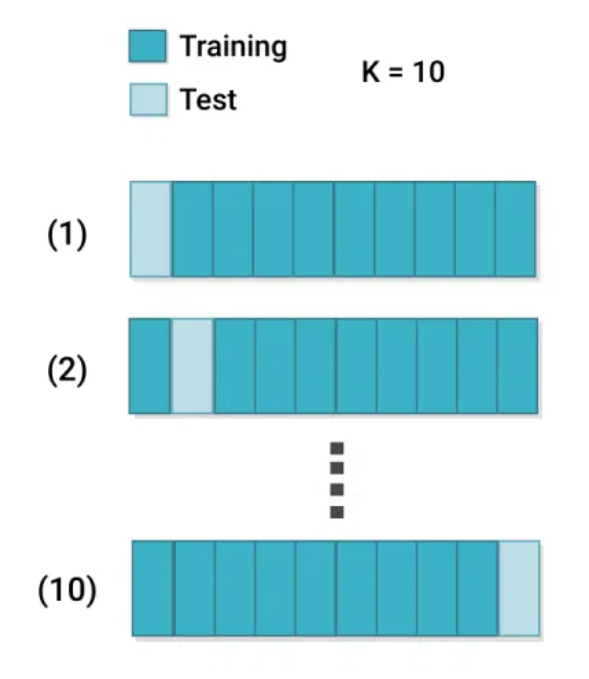 Training
K = 10
Test
(1)
(2)
(10)